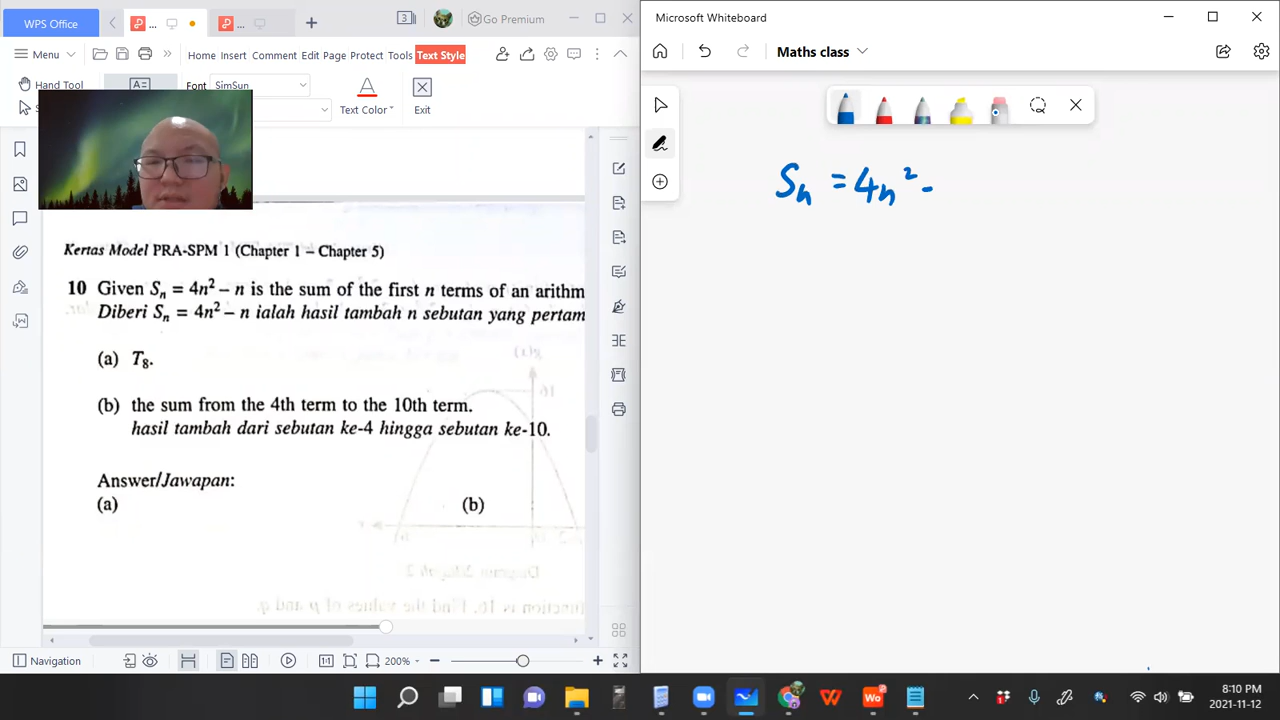 WPS Office
...
...
3
Go Premium
Menu
Home Insert Comment Edit Page Protect Tools Text Style
Hand Tool
Font SimSun
Text Color
Exit
Kertas Model PRA-SPM 1 (Chapter 1 – Chapter 5)
10 Given Sₙ = 4n² – n is the sum of the first n terms of an arithm
Diberi Sₙ = 4n² – n ialah hasil tambah n sebutan yang pertam
(a) T₈.
(b) the sum from the 4th term to the 10th term.
hasil tambah dari sebutan ke-4 hingga sebutan ke-10.
Answer/Jawapan:
(a) (b)
Navigation
200%
Microsoft Whiteboard
Maths class
Sₙ = 4n² -
8:10 PM
2021-11-12